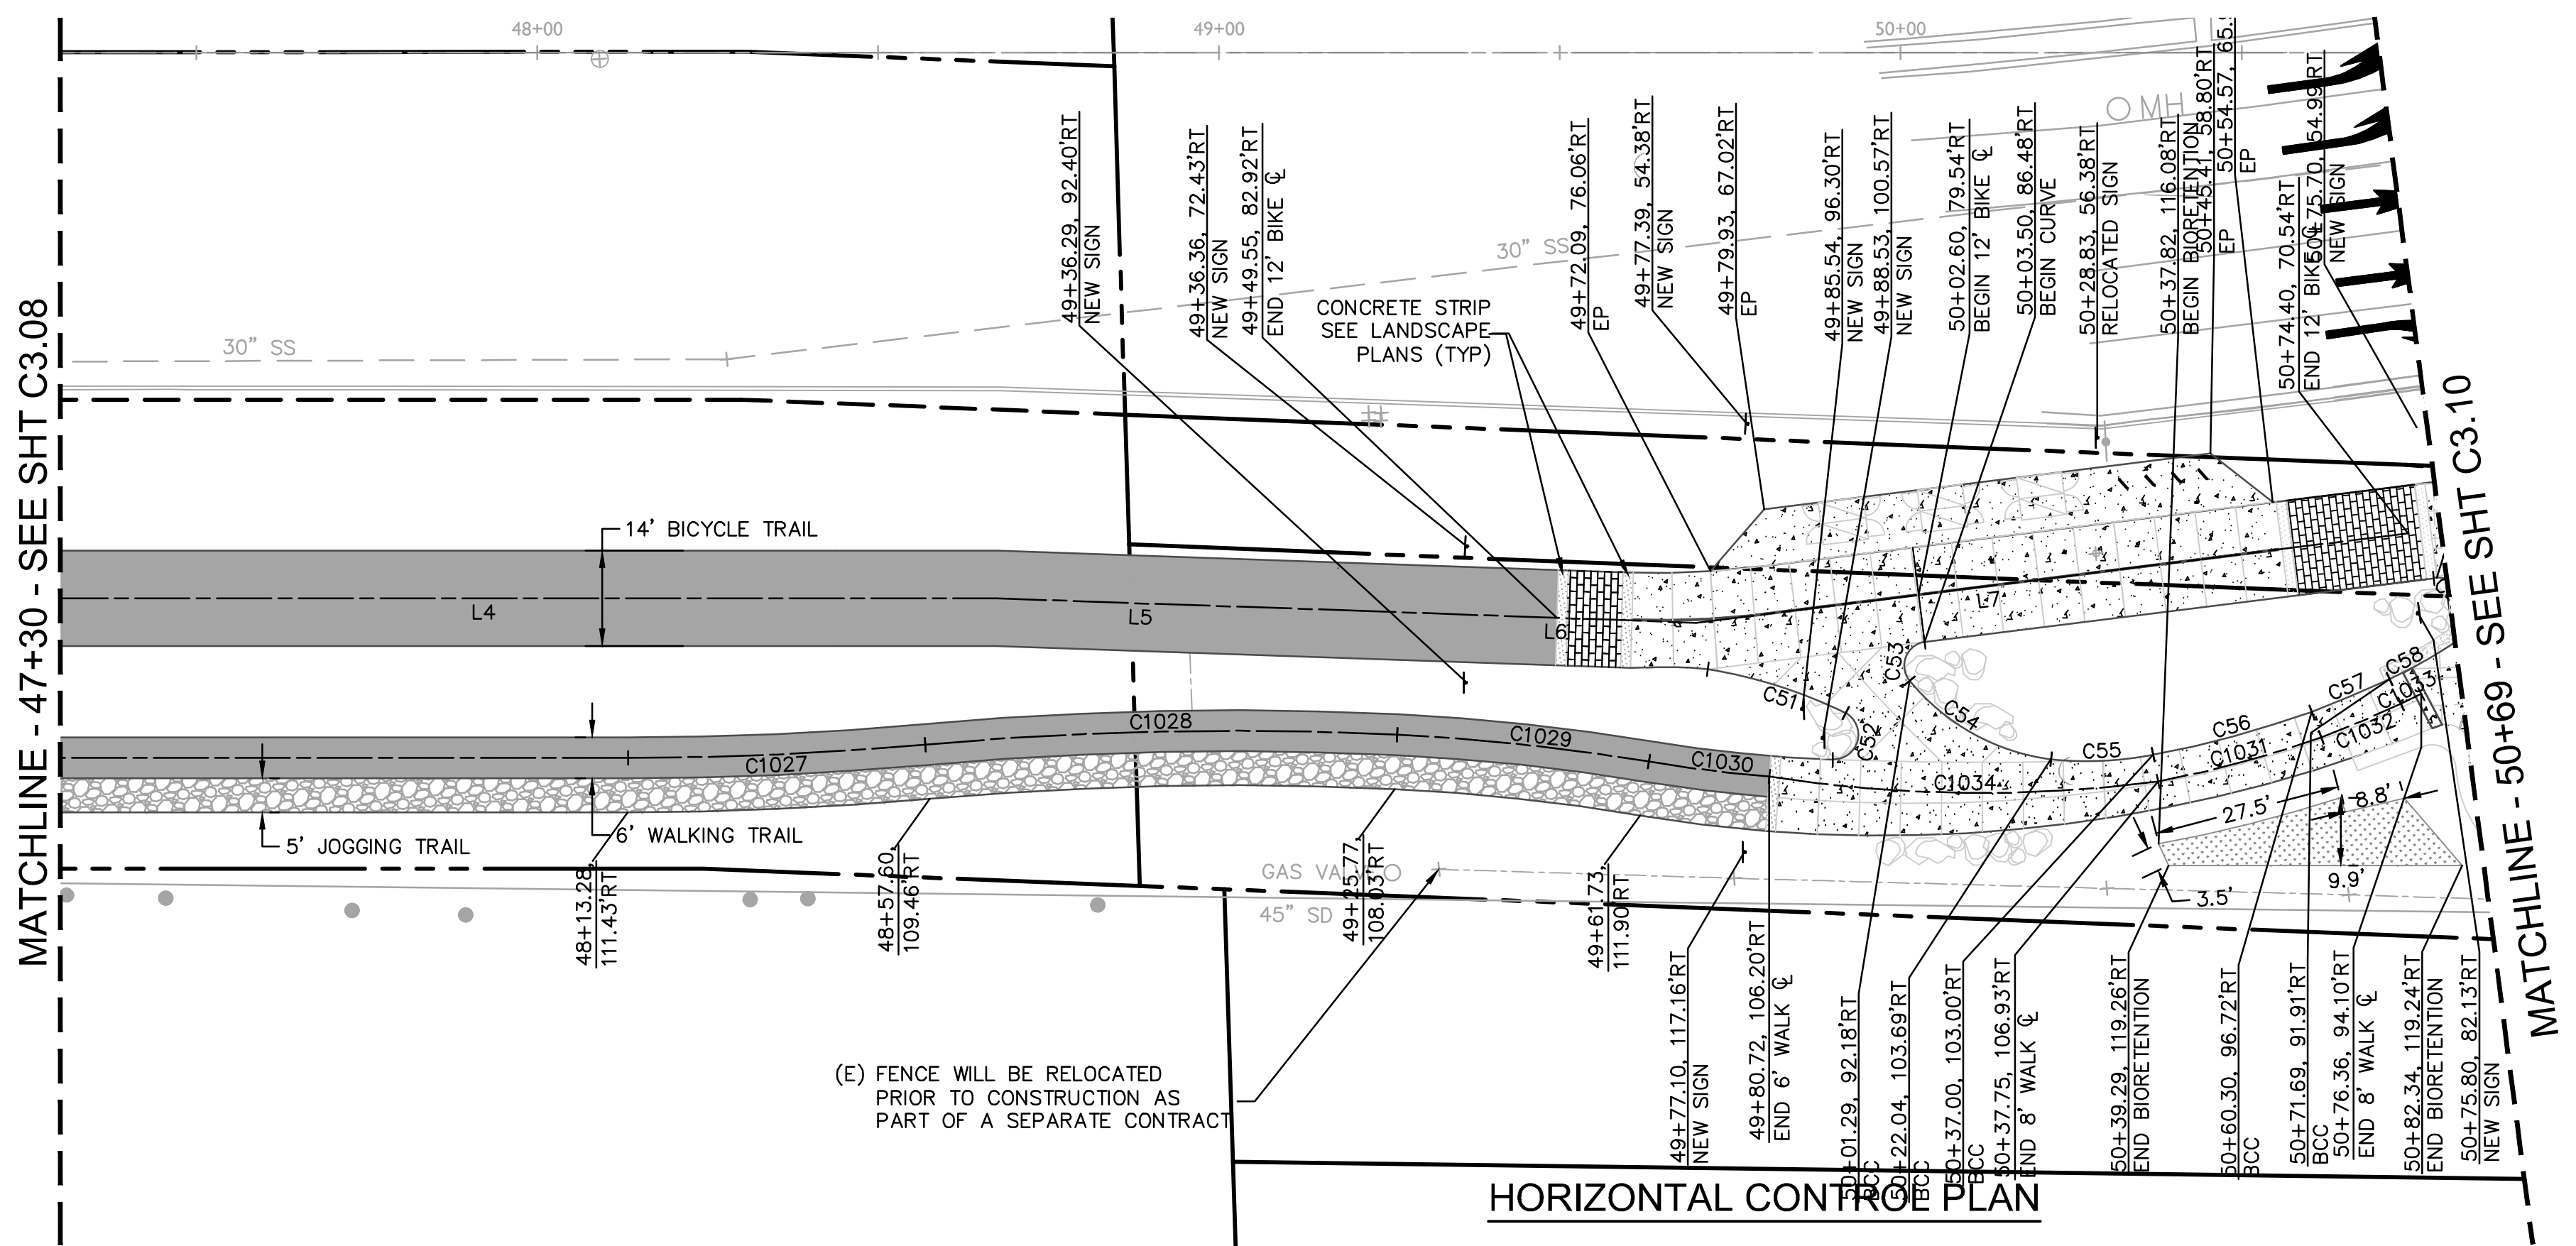 48+00
49+00
50+00
MATCHLINE - 47+30 - SEE SHT C3.08
MH
30" SS
30" SS
49+36.29, 92.40'RT
NEW SIGN
49+36.36, 72.43'RT
NEW SIGN
49+49.55, 82.92'RT
END 12' BIKE ℄
CONCRETE STRIP
SEE LANDSCAPE
PLANS (TYP)
49+72.09, 76.06'RT
EP
49+77.39, 54.38'RT
NEW SIGN
49+79.93, 67.02'RT
EP
49+85.54, 96.30'RT
NEW SIGN
49+88.53, 100.57'RT
NEW SIGN
50+02.60, 79.54'RT
BEGIN 12' BIKE ℄
50+03.50, 86.48'RT
BEGIN CURVE
50+28.83, 56.38'RT
RELOCATED SIGN
50+37.82, 116.08'RT
BEGIN BIORETENTION
50+45.41, 58.80'RT
EP
50+54.57, 65.9
EP
50+74.40, 70.54'RT
END 12' BIKE ℄
50+75.70, 54.99'RT
NEW SIGN
14' BICYCLE TRAIL
L4
L5
L6
L7
C51
C52
C53
C54
C55
C56
C57
C58
C1027
C1028
C1029
C1030
C1034
C1031
C1032
C1033
5' JOGGING TRAIL
6' WALKING TRAIL
27.5'
8.8'
9.9'
3.5'
48+13.28,
111.43'RT
48+57.60,
109.46'RT
49+25.77,
108.03'RT
49+61.73,
111.90'RT
GAS VALV
45" SD
(E) FENCE WILL BE RELOCATED
PRIOR TO CONSTRUCTION AS
PART OF A SEPARATE CONTRACT
49+77.10, 117.16'RT
NEW SIGN
49+80.72, 106.20'RT
END 6' WALK ℄
50+01.29, 92.18'RT
BCC
50+22.04, 103.69'RT
BCC
50+37.00, 103.00'RT
BCC
50+37.75, 106.93'RT
END 8' WALK ℄
50+39.29, 119.26'RT
END BIORETENTION
50+60.30, 96.72'RT
BCC
50+71.69, 91.91'RT
BCC
50+76.36, 94.10'RT
END 8' WALK ℄
50+82.34, 119.24'RT
END BIORETENTION
50+75.80, 82.13'RT
NEW SIGN
MATCHLINE - 50+69 - SEE SHT C3.10
HORIZONTAL CONTROL PLAN